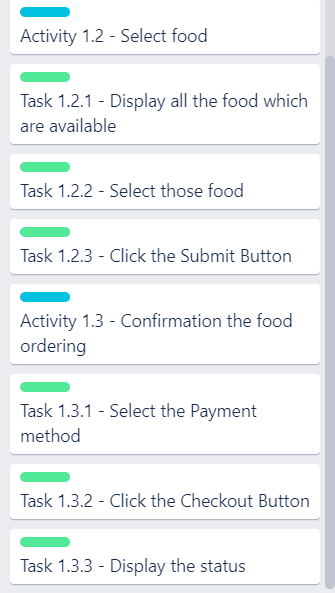 Activity 1.2 - Select food
Task 1.2.1 - Display all the food which
are available
Task 1.2.2 - Select those food
Task 1.2.3 - Click the Submit Button
Activity 1.3 - Confirmation the food
ordering
Task 1.3.1 - Select the Payment
method
Task 1.3.2 - Click the Checkout Button
Task 1.3.3 - Display the status